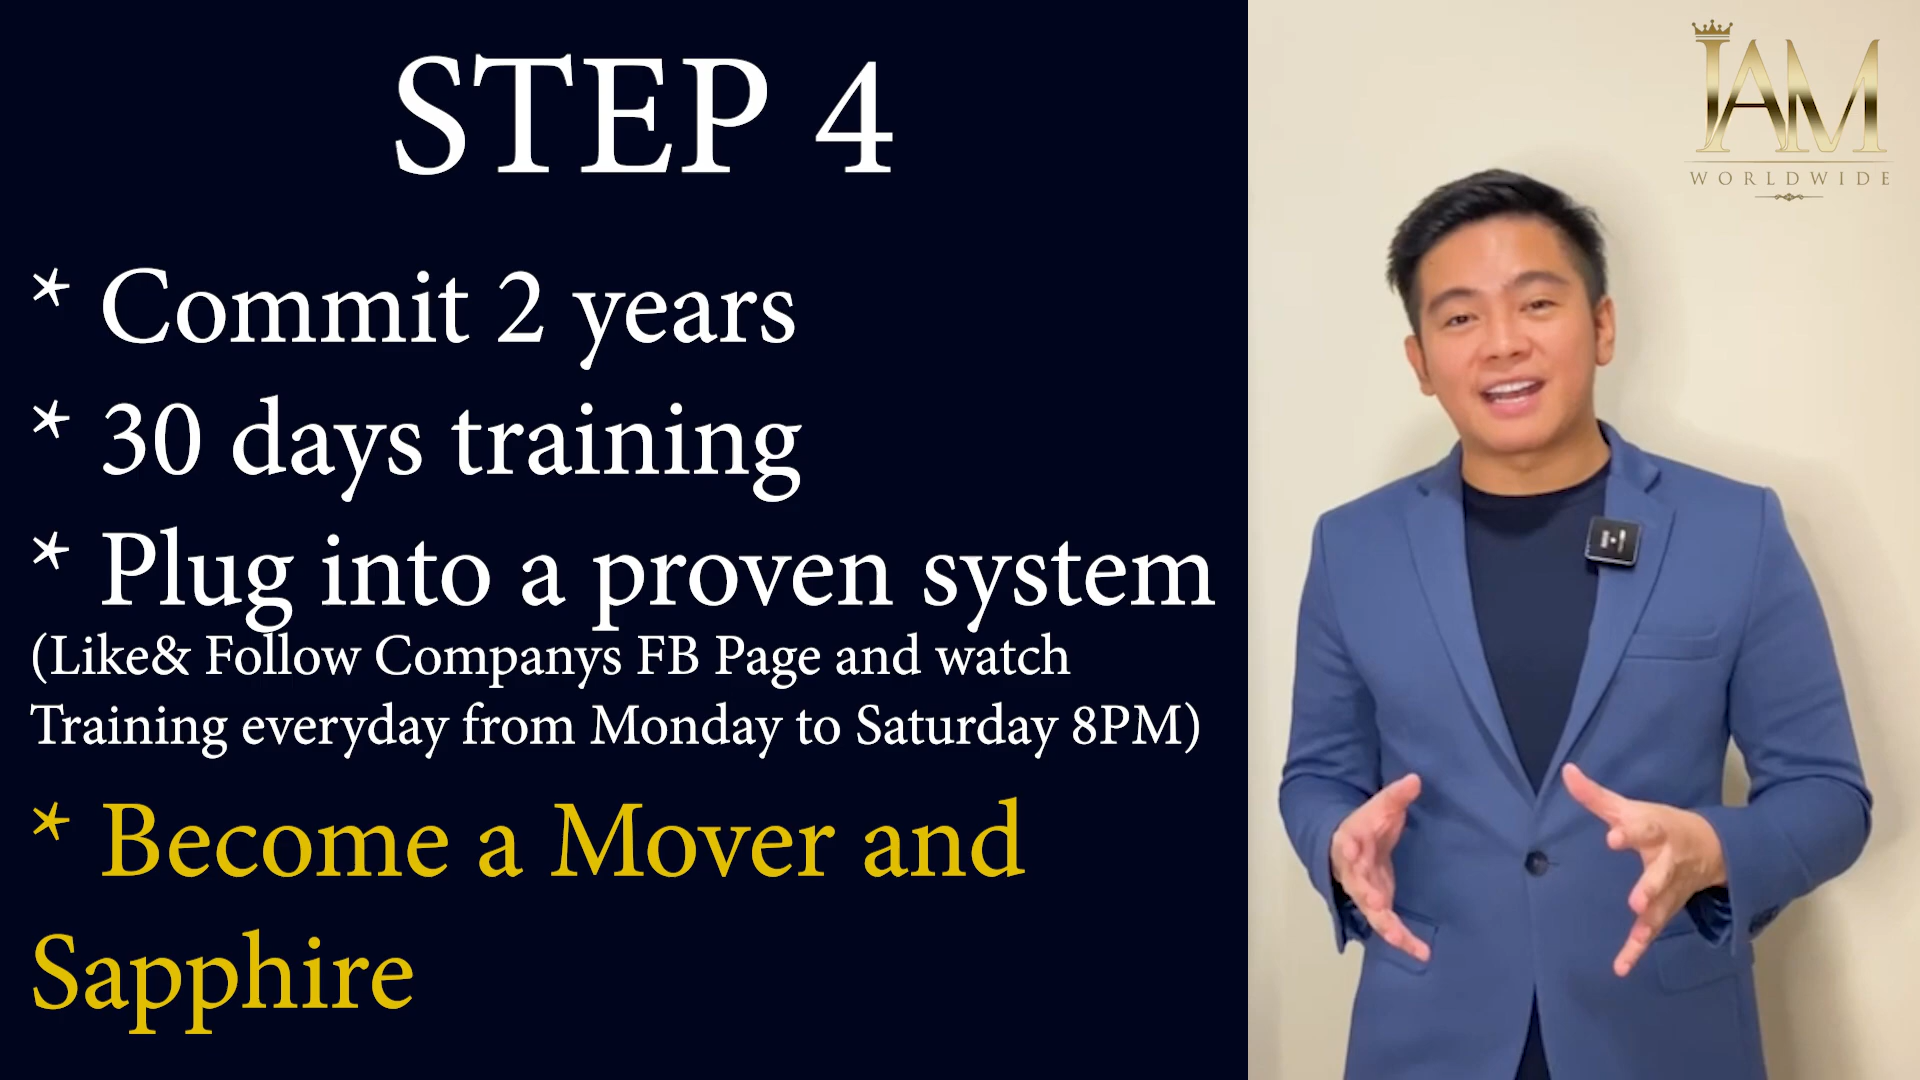 STEP 4
* Commit 2 years
* 30 days training
* Plug into a proven system
(Like& Follow Companys FB Page and watch
Training everyday from Monday to Saturday 8PM)
* Become a Mover and
Sapphire
IAM
WORLDWIDE